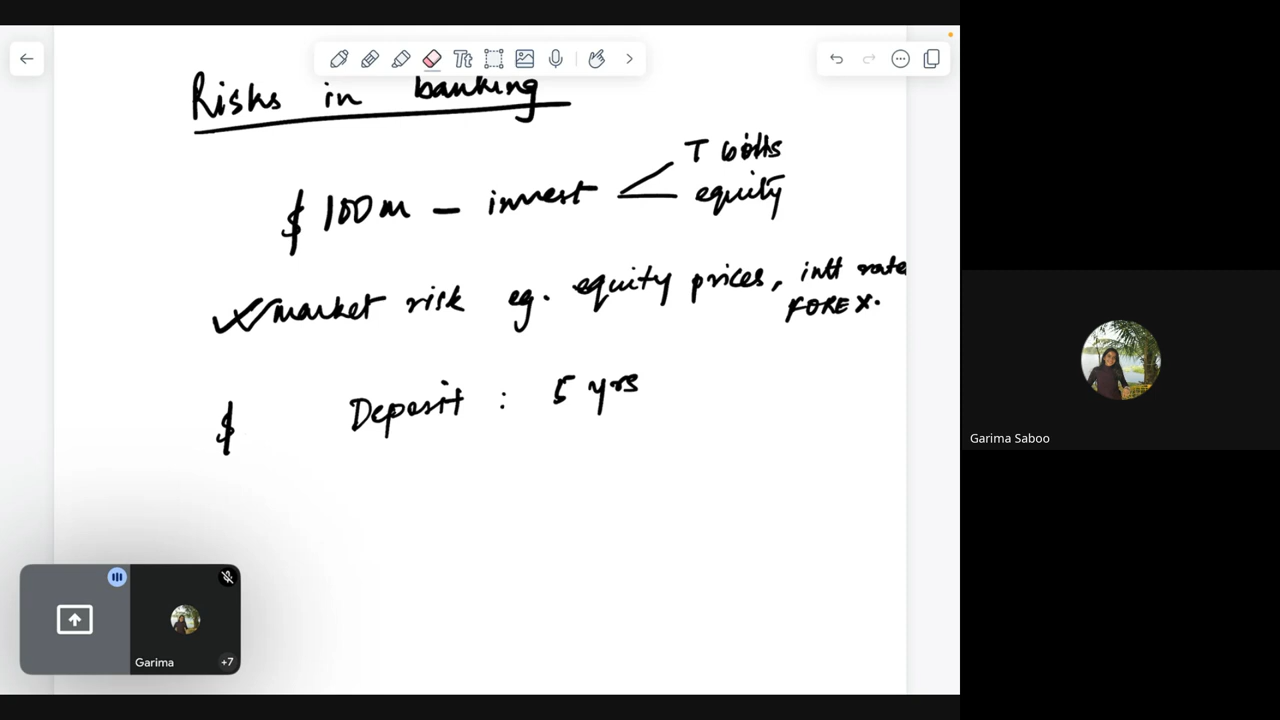 Risks in banking
T bills
$ 100m - invest
equity
market risk eg. equity prices, intt rate
FOREX.
$ Deposit : 5 yrs
Garima Saboo
Garima
+7
Tt